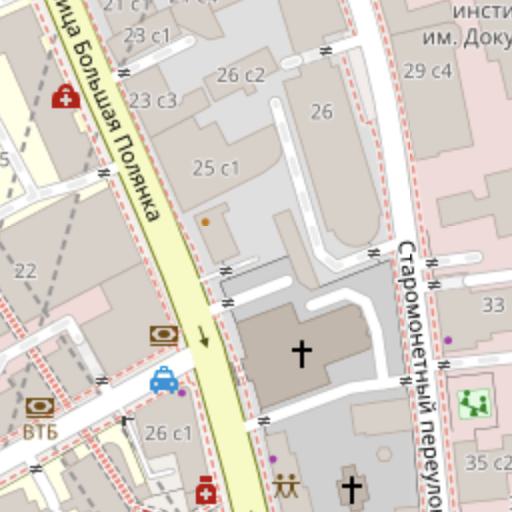 21 с1
23 с1
ица Большая Полянка
23 с3
26 с2
26
инсти
им. Доку
29 с4
25 с1
5
22
Старомонетный переулок
33
ВТБ
26 с1
35 с2